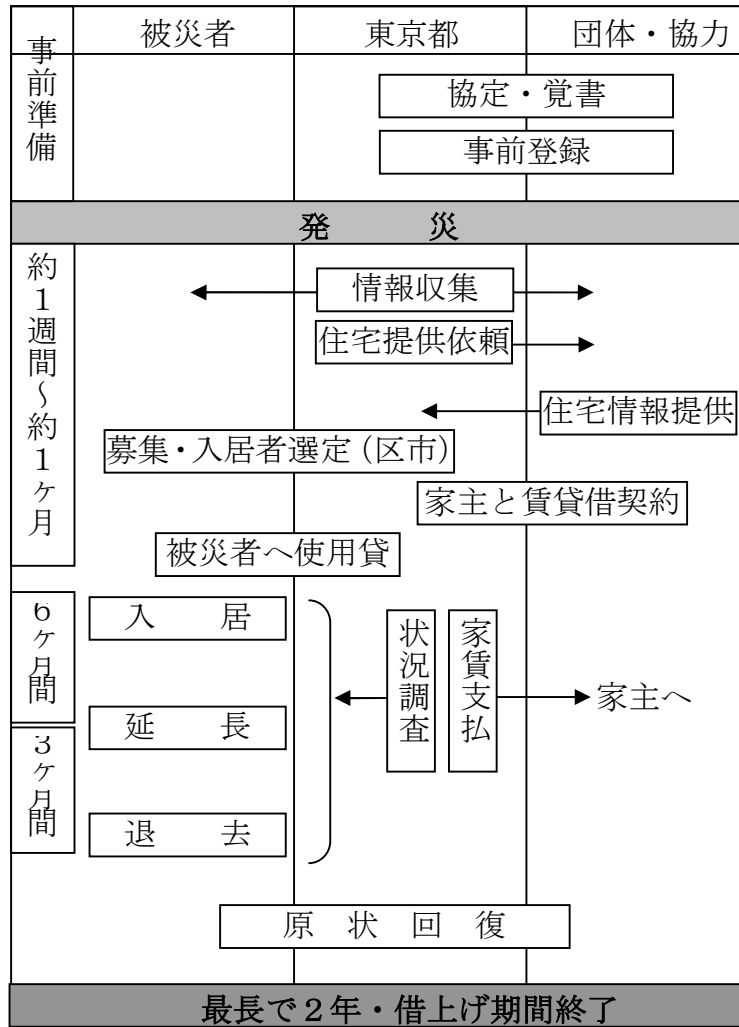 被災者
東京都
団体・協力
事前準備
協定・覚書
事前登録
発　　災
約1週間～約1ヶ月
情報収集
住宅提供依頼
住宅情報提供
募集・入居者選定（区市）
家主と賃貸借契約
被災者へ使用貸
6ヶ月間
入　　居
状況調査
家賃支払
家主へ
延　　長
3ヶ月間
退　　去
原　状　回　復
最長で２年・借上げ期間終了